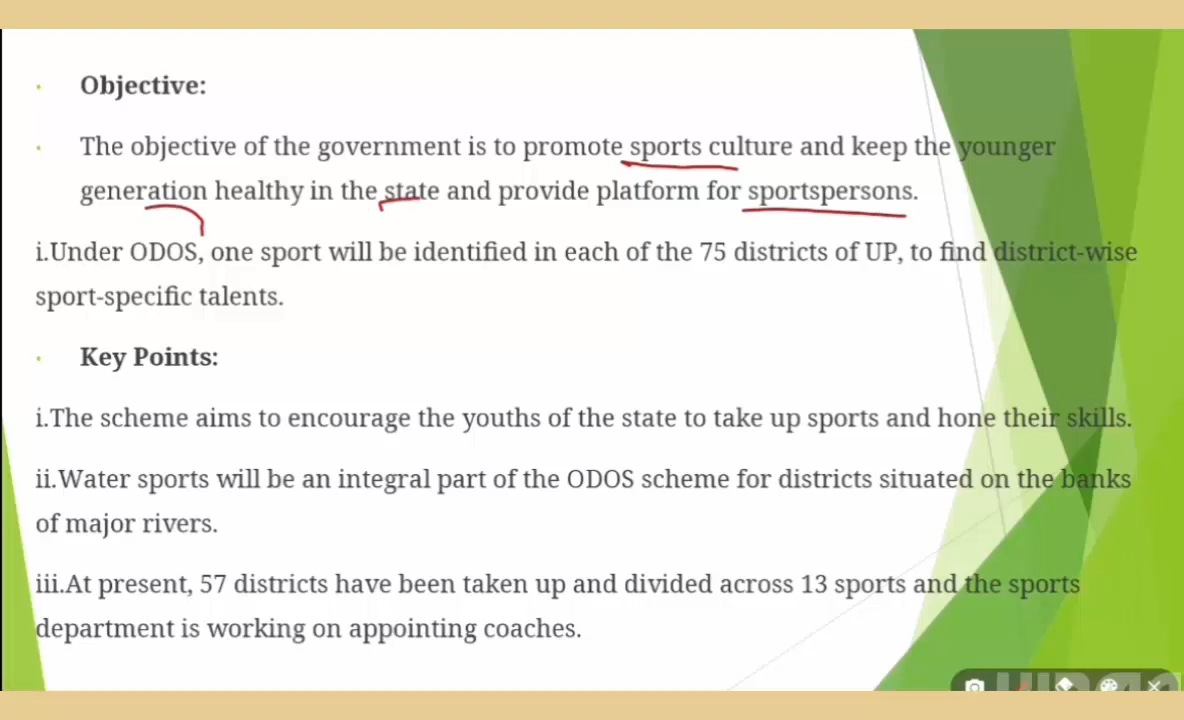 Objective:
The objective of the government is to promote sports culture and keep the younger
generation healthy in the state and provide platform for sportspersons.
i.Under ODOS, one sport will be identified in each of the 75 districts of UP, to find district-wise
sport-specific talents.
Key Points:
i.The scheme aims to encourage the youths of the state to take up sports and hone their skills.
ii.Water sports will be an integral part of the ODOS scheme for districts situated on the banks
of major rivers.
iii.At present, 57 districts have been taken up and divided across 13 sports and the sports
department is working on appointing coaches.